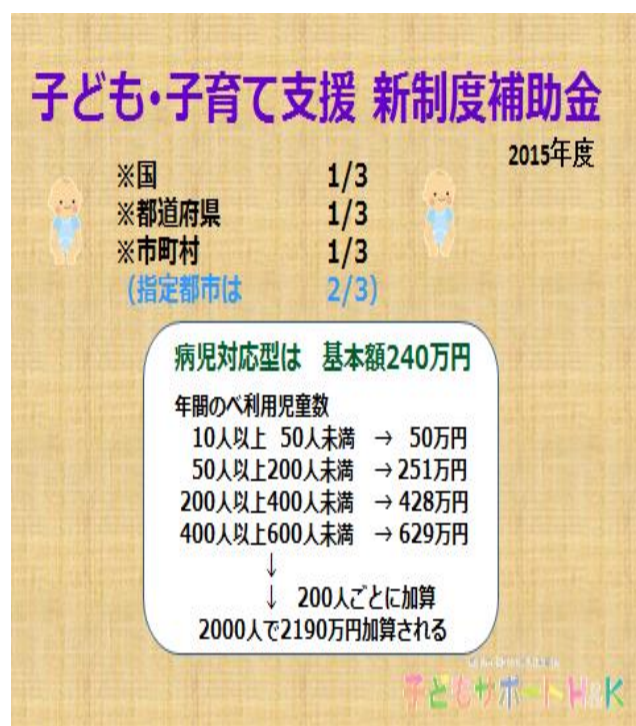 子ども・子育て支援 新制度補助金
2015年度
※国 1/3
※都道府県 1/3
※市町村 1/3
(指定都市は 2/3)
病児対応型は 基本額240万円
年間のべ利用児童数
10人以上 50人未満 → 50万円
50人以上200人未満 →251万円
200人以上400人未満 →428万円
400人以上600人未満 →629万円
↓
↓ 200人ごとに加算
2000人で2190万円加算される
子どもサポートH&K